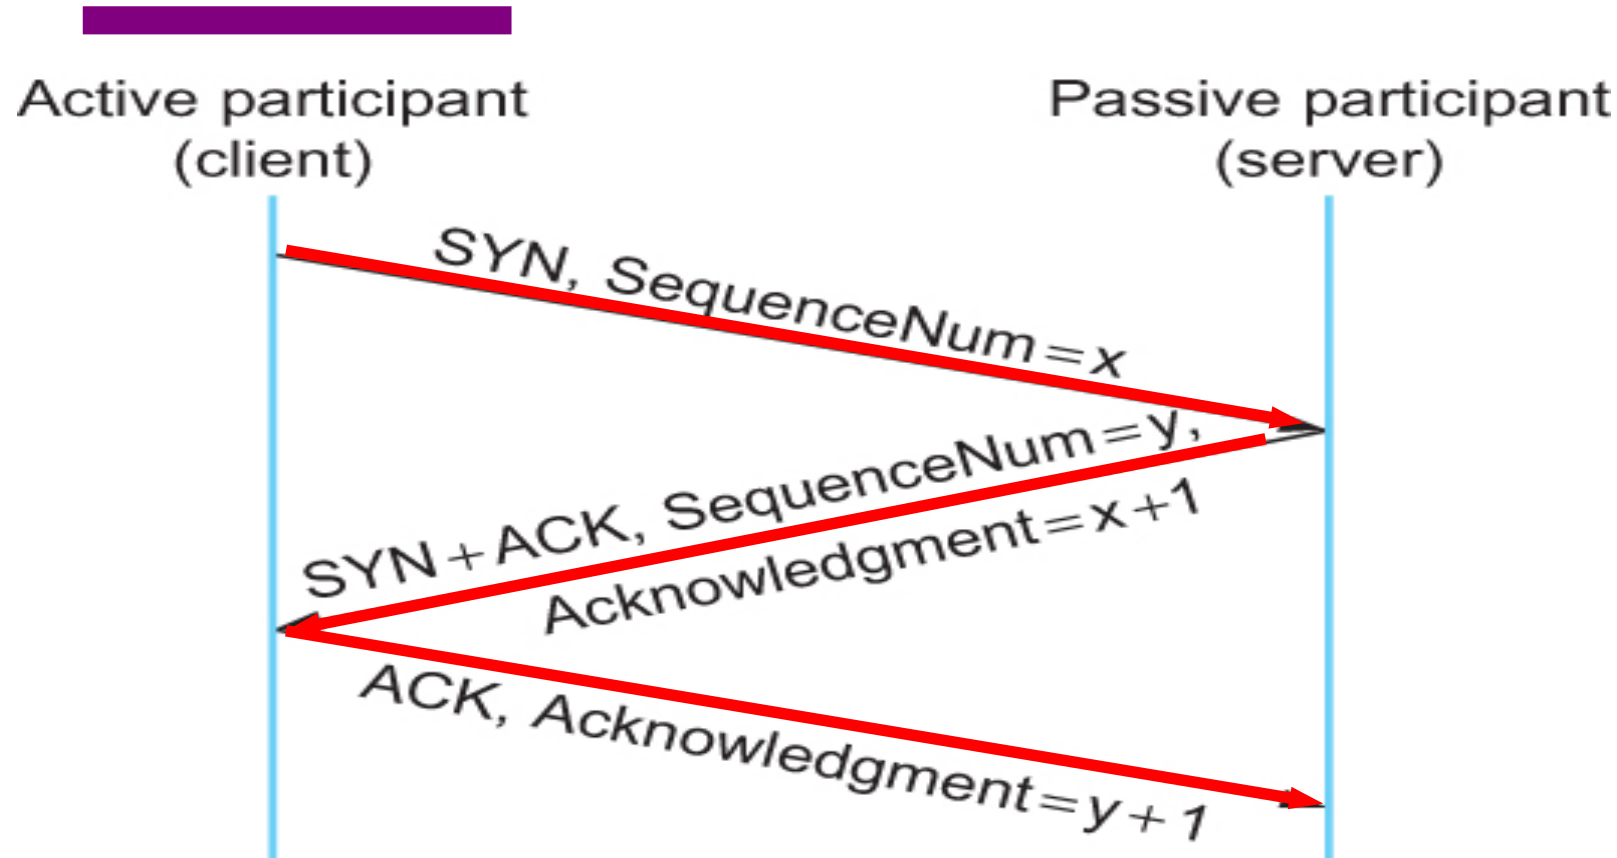 Active participant
(client)
Passive participant
(server)
SYN, SequenceNum=x
SYN+ACK, SequenceNum=y,
Acknowledgment=x+1
ACK, Acknowledgment=y+1